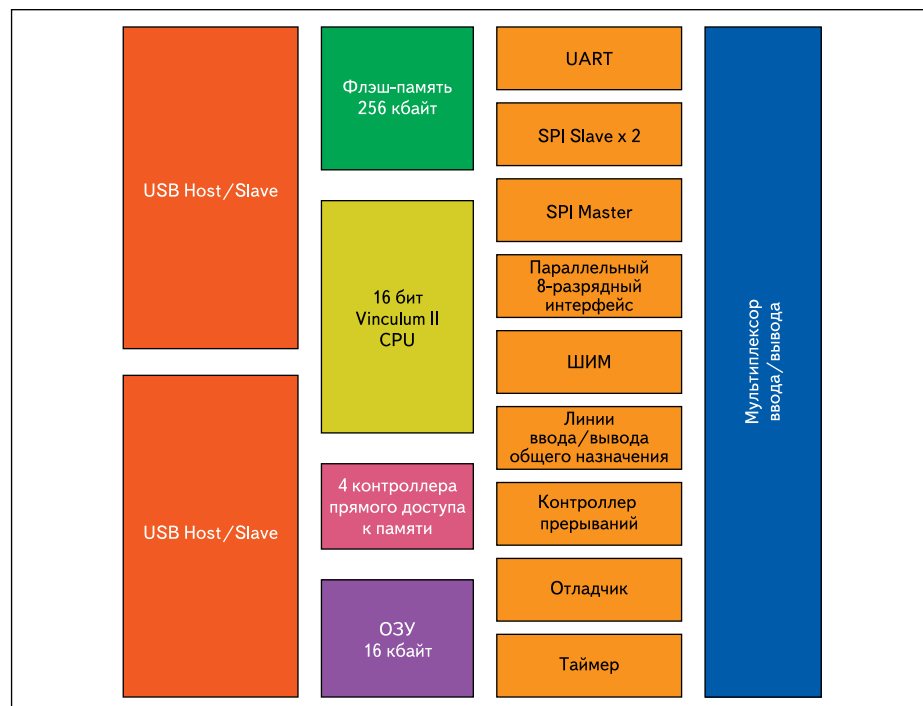 USB Host/Slave
USB Host/Slave
Флэш-память
256 кбайт
16 бит
Vinculum II
CPU
4 контроллера
прямого доступа
к памяти
ОЗУ
16 кбайт
UART
SPI Slave x 2
SPI Master
Параллельный
8-разрядный
интерфейс
ШИМ
Линии
ввода/вывода
общего назначения
Контроллер
прерываний
Отладчик
Таймер
Мультиплексор
ввода/вывода